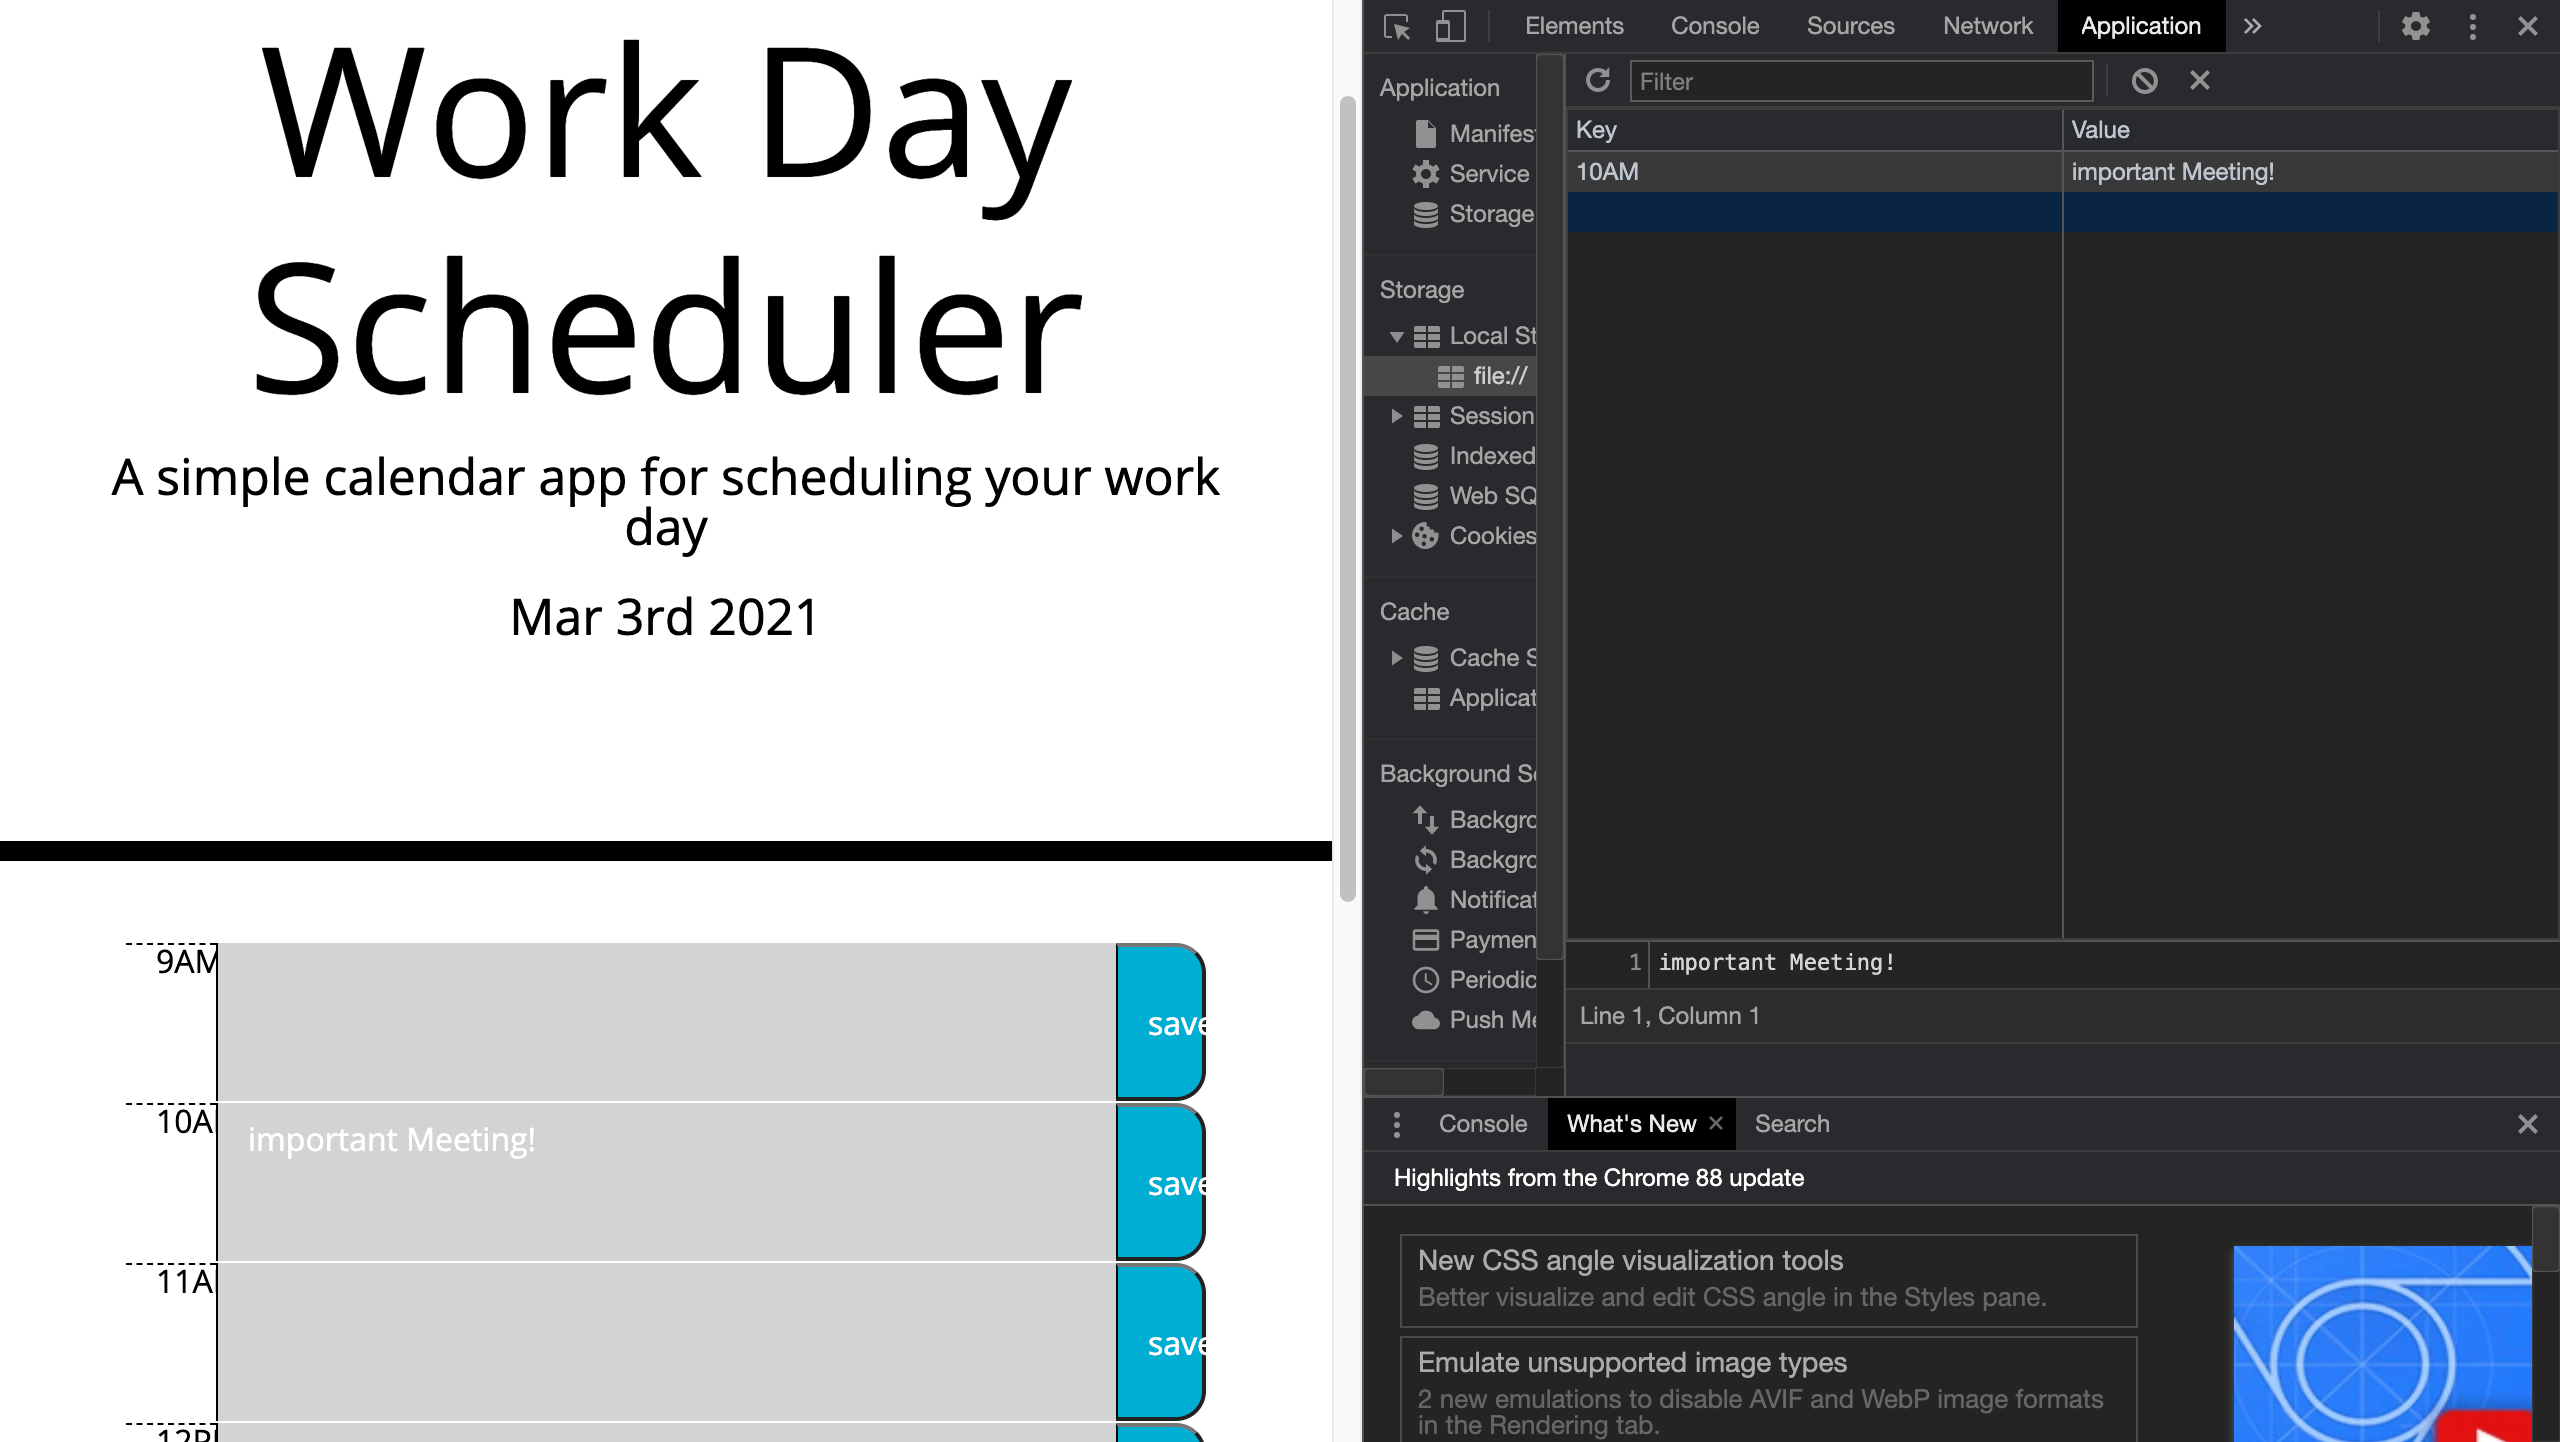 Work Day
Scheduler
A simple calendar app for scheduling your work
day
Mar 3rd 2021
9AM
save
10A
important Meeting!
save
11A
save
Elements Console Sources Network Application
Application
Manifes
Service
Storage
Storage
Local St
file://
Session
Indexed
Web SQ
Cookies
Cache
Cache S
Applicat
Background Se
Backgro
Backgro
Notificat
Paymen
Periodic
Push Me
Filter
Key Value
10AM important Meeting!
1 important Meeting!
Line 1, Column 1
Console What's New Search
Highlights from the Chrome 88 update
New CSS angle visualization tools
Better visualize and edit CSS angle in the Styles pane.
Emulate unsupported image types
2 new emulations to disable AVIF and WebP image formats
in the Rendering tab.